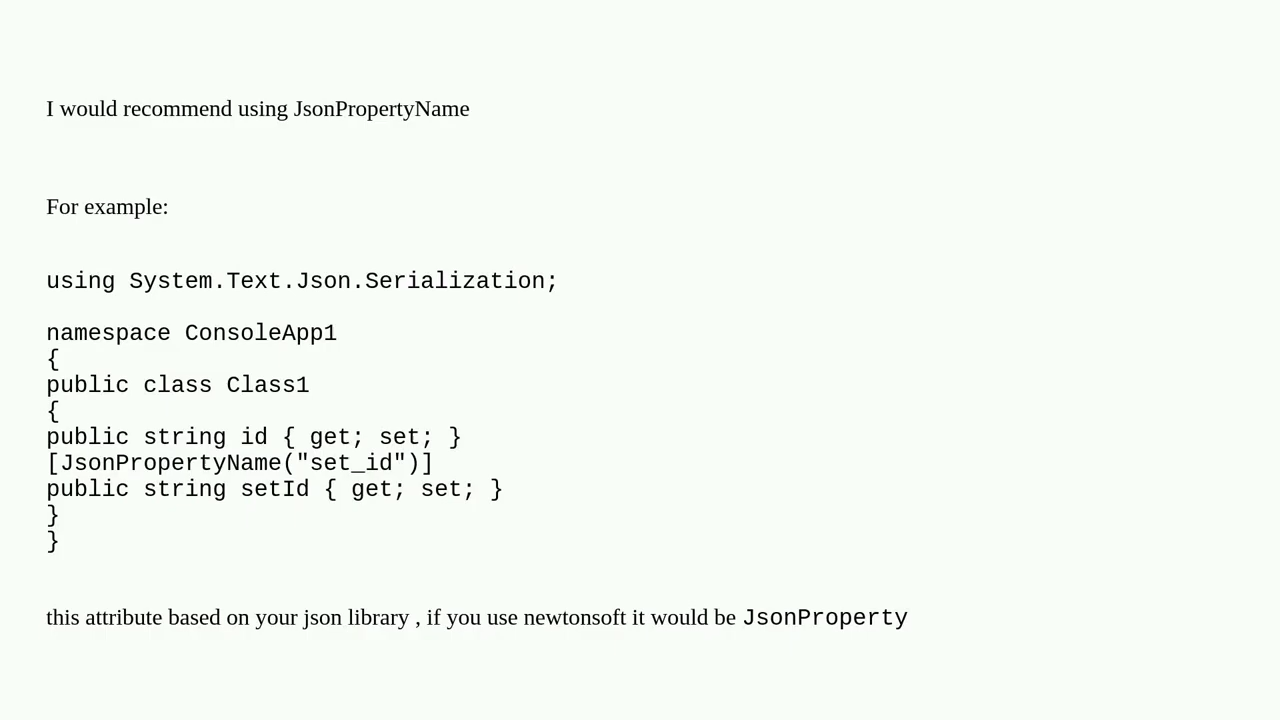 I would recommend using JsonPropertyName
For example:
using System.Text.Json.Serialization;
namespace ConsoleApp1
{
public class Class1
{
public string id { get; set; }
[JsonPropertyName("set_id")]
public string setId { get; set; }
}
}
this attribute based on your json library , if you use newtonsoft it would be JsonProperty